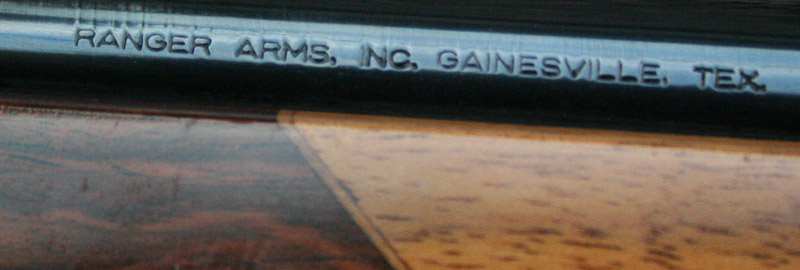 RANGER ARMS, INC. GAINESVILLE, TEX.